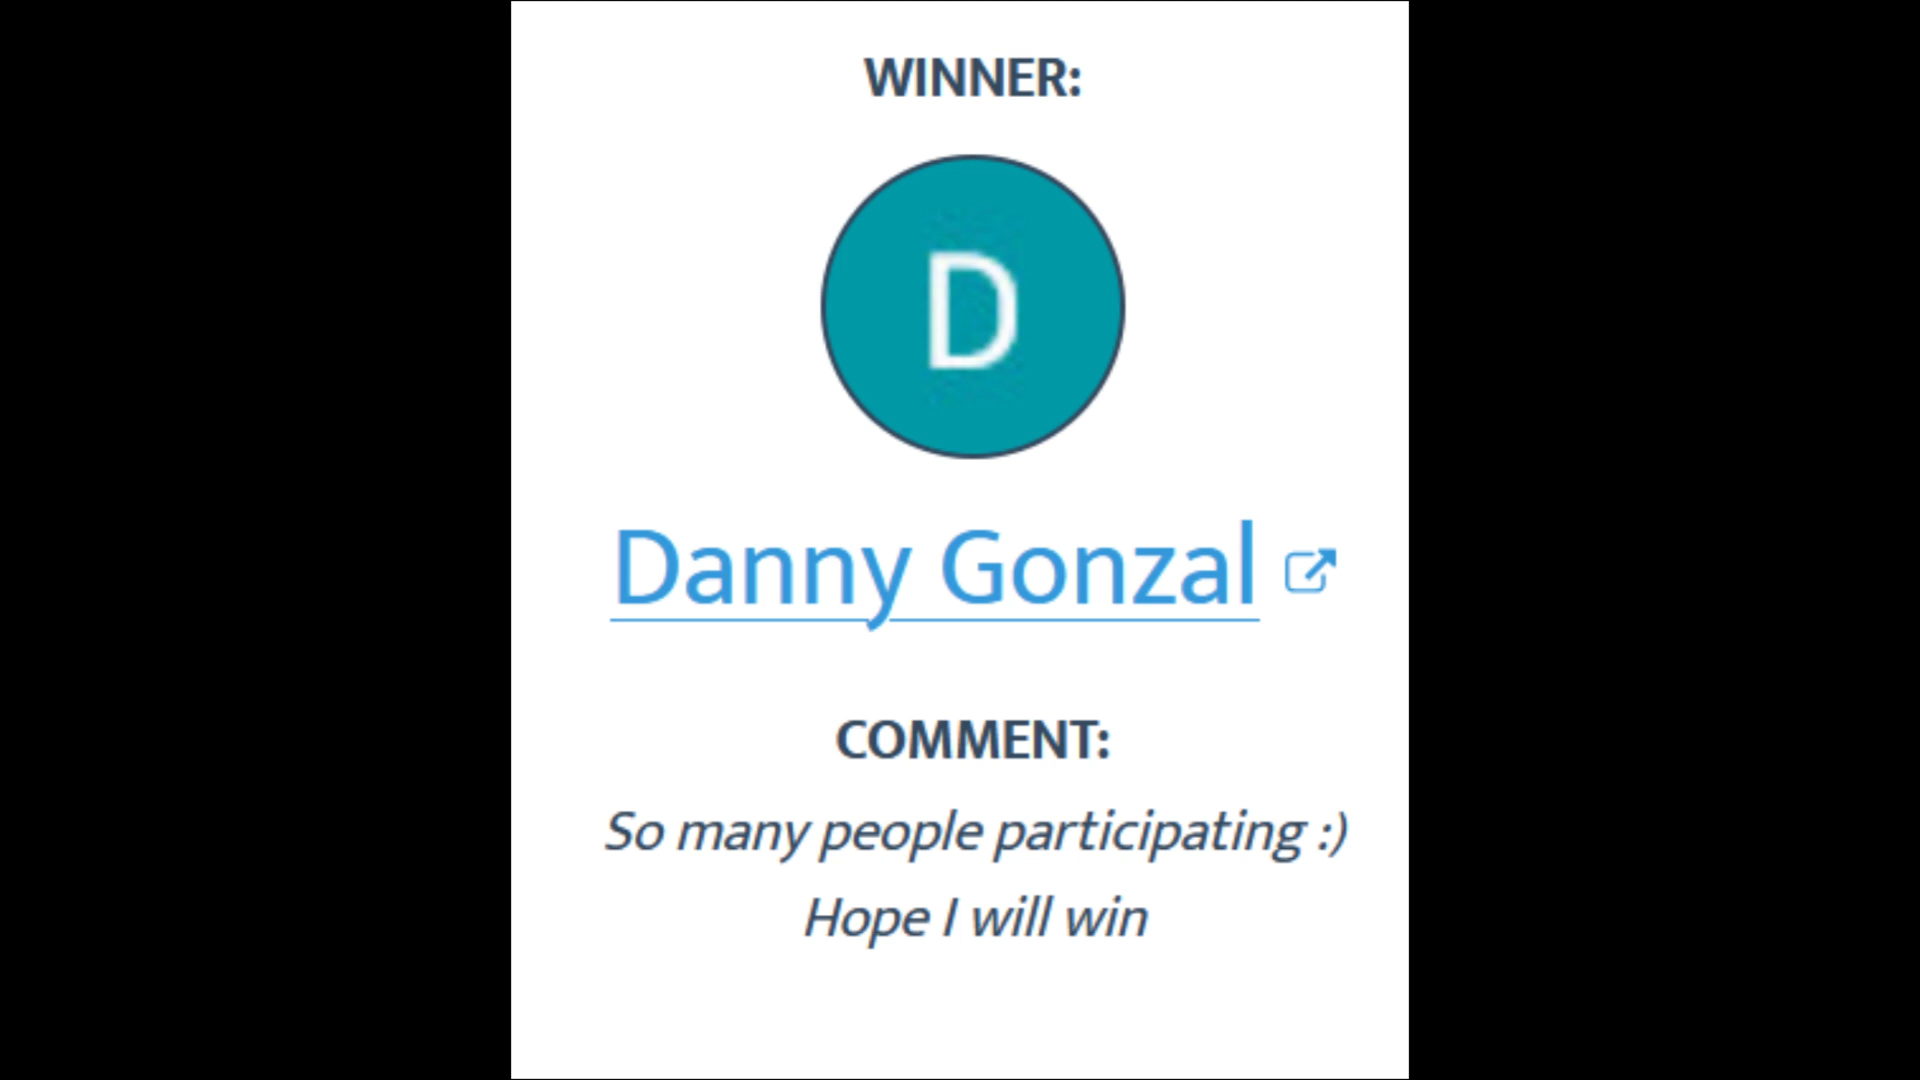 WINNER:
D
Danny Gonzal
COMMENT:
So many people participating :)
Hope I will win